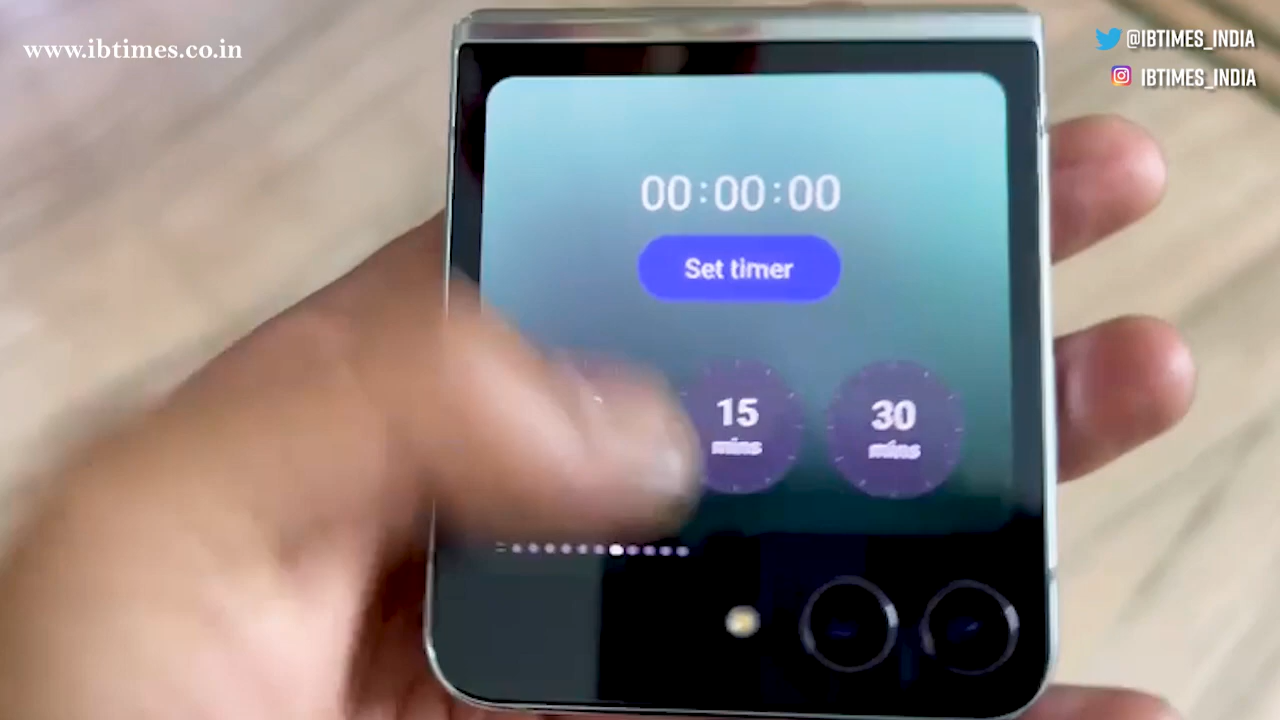 www.ibtimes.co.in
@IBTIMES_INDIA
IBTIMES_INDIA
00:00:00
Set timer
15
mins
30
mins